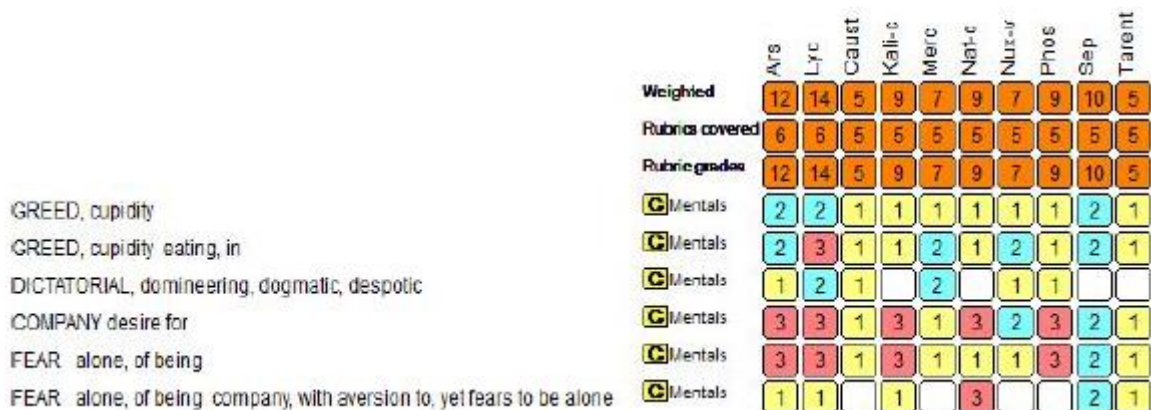 Ars Lyc Caust Kali-c Merc Nat-c Nux-v Phos Sep Tarent
Weighted 12 14 5 9 7 9 7 9 10 5
Rubrics covered 6 6 5 5 5 5 5 5 5 5
Rubric grades 12 14 5 9 7 9 7 9 10 5
GREED, cupidity C Mentals 2 2 1 1 1 1 1 1 2 1
GREED, cupidity eating, in C Mentals 2 3 1 1 2 1 2 1 2 1
DICTATORIAL, domineering, dogmatic, despotic C Mentals 1 2 1 2 1 1
COMPANY desire for C Mentals 3 3 1 3 1 3 2 3 2 1
FEAR alone, of being C Mentals 3 3 1 3 1 1 1 3 2 1
FEAR alone, of being company, with aversion to, yet fears to be alone C Mentals 1 1 1 3 2 1